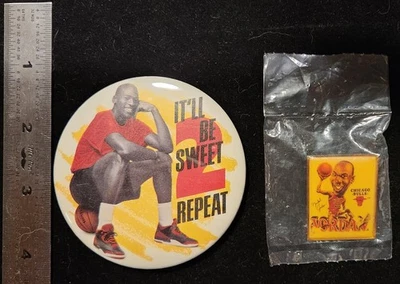 1
2
3
4
IT'LL
BE
SWEET
2
REPEAT
CHICAGO
BULLS
JORDAN